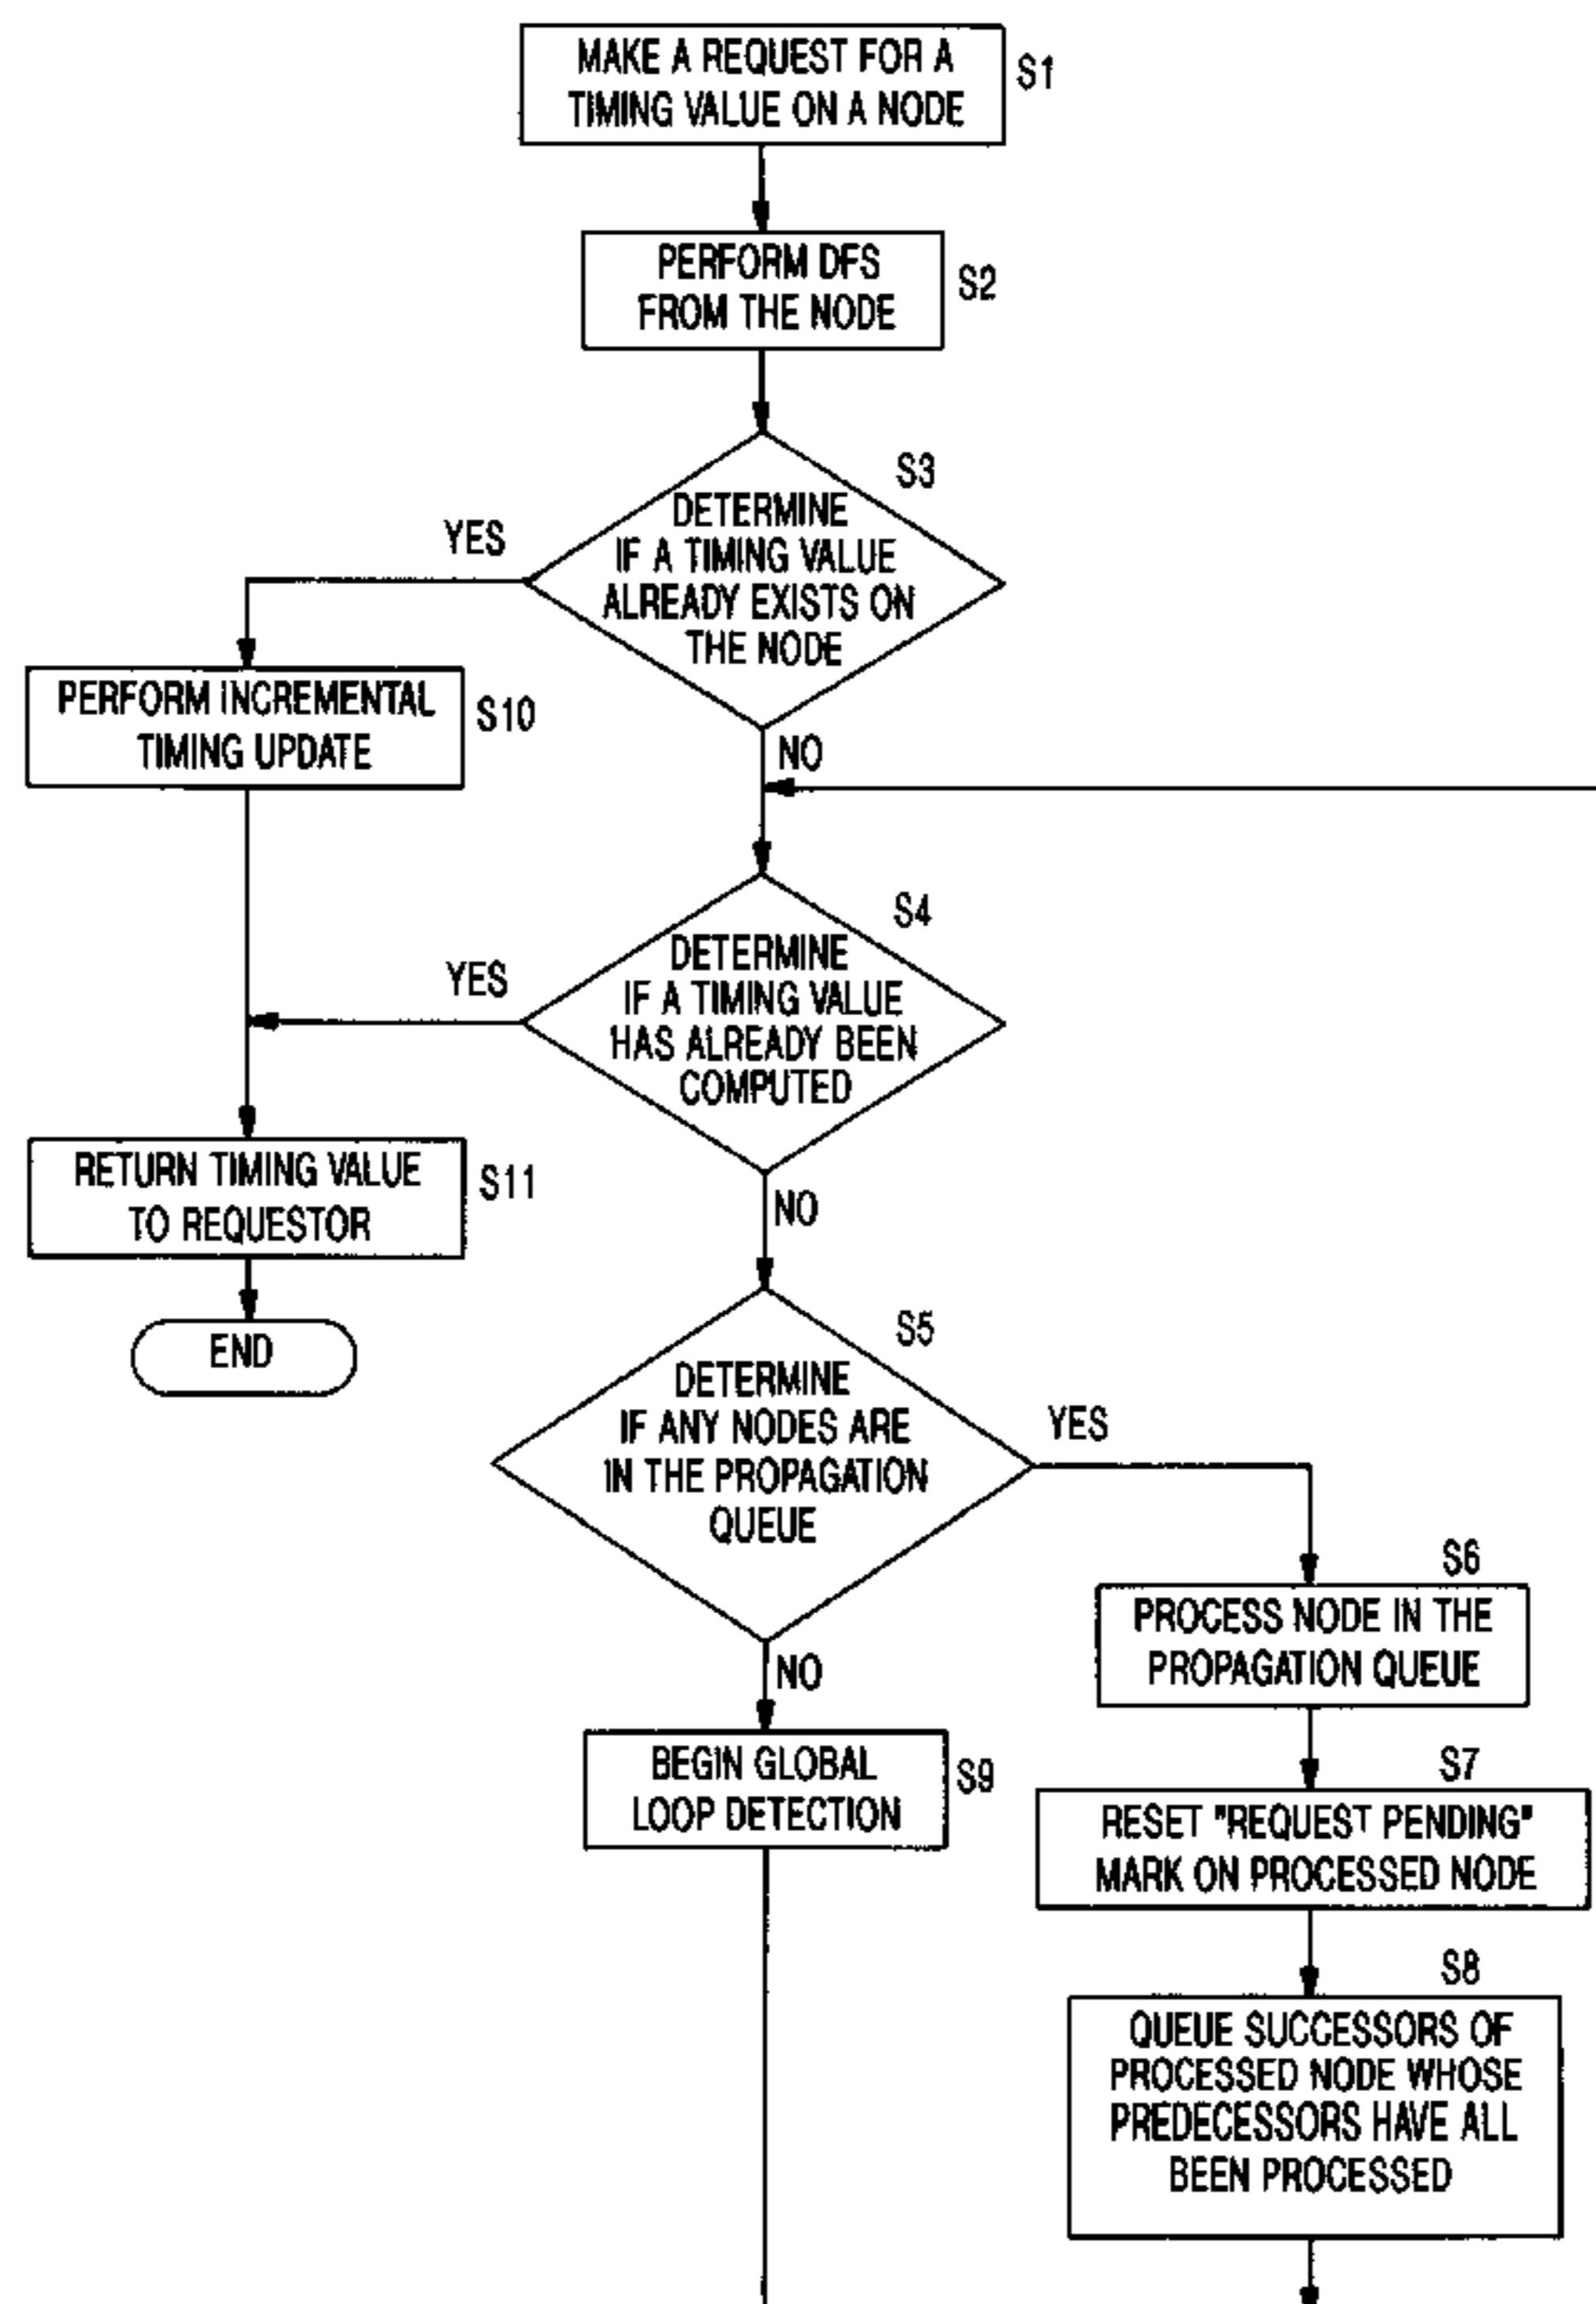 MAKE A REQUEST FOR A
TIMING VALUE ON A NODE
S1
PERFORM DFS
FROM THE NODE
S2
S3
DETERMINE
IF A TIMING VALUE
ALREADY EXISTS ON
THE NODE
YES
NO
PERFORM INCREMENTAL
TIMING UPDATE
S10
S4
DETERMINE
IF A TIMING VALUE
HAS ALREADY BEEN
COMPUTED
YES
NO
RETURN TIMING VALUE
TO REQUESTOR
S11
END
S5
DETERMINE
IF ANY NODES ARE
IN THE PROPAGATION
QUEUE
YES
NO
S6
PROCESS NODE IN THE
PROPAGATION QUEUE
BEGIN GLOBAL
LOOP DETECTION
S9
S7
RESET "REQUEST PENDING"
MARK ON PROCESSED NODE
S8
QUEUE SUCCESSORS OF
PROCESSED NODE WHOSE
PREDECESSORS HAVE ALL
BEEN PROCESSED